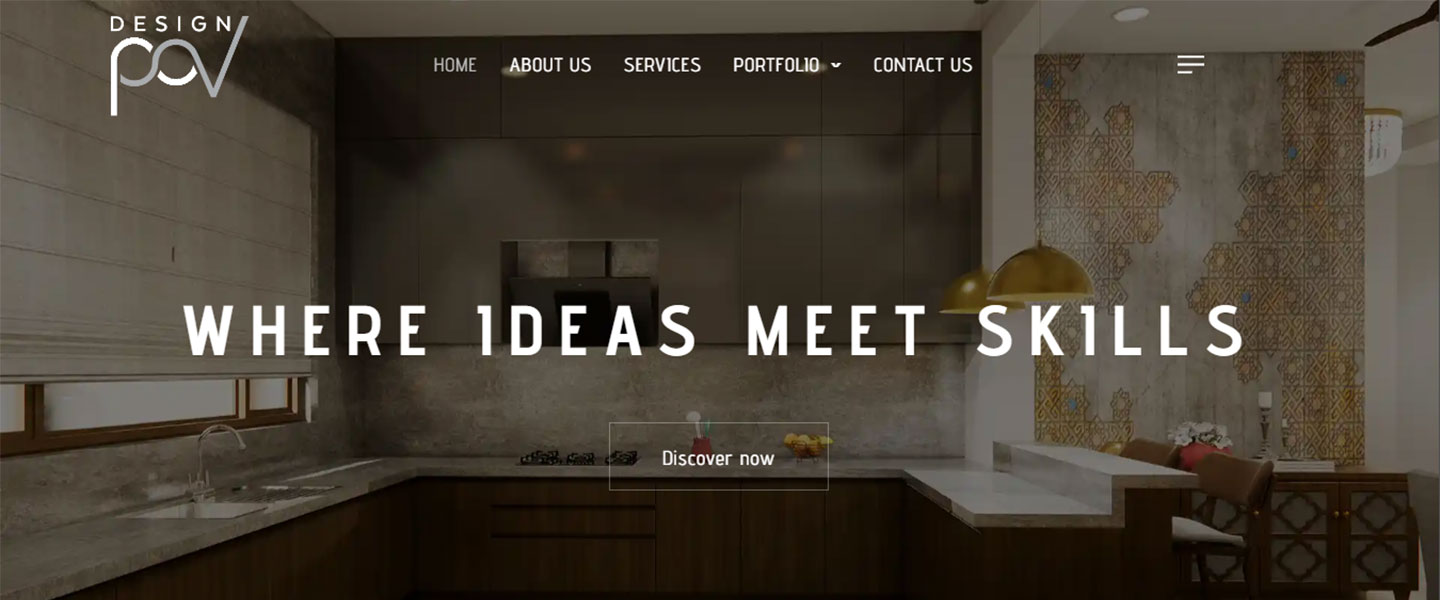 DESIGN
pov
HOME
ABOUT US
SERVICES
PORTFOLIO
CONTACT US
WHERE IDEAS MEET SKILLS
Discover now